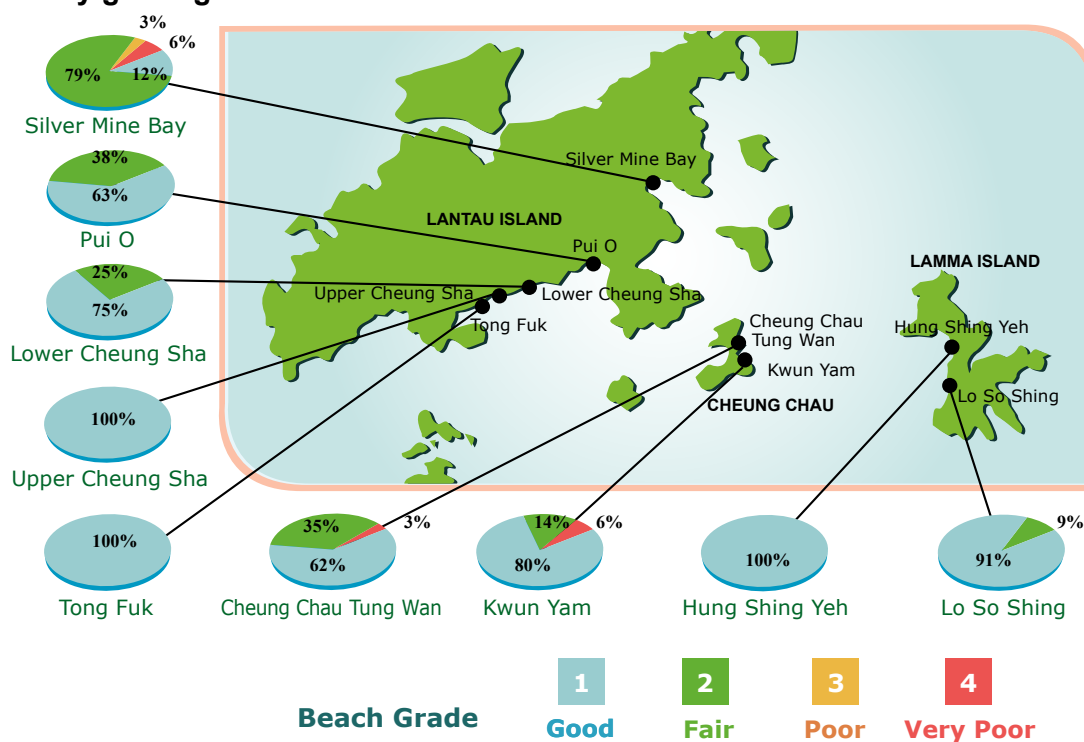 3%
6%
79%
12%
Silver Mine Bay
38%
63%
Pui O
25%
75%
Lower Cheung Sha
100%
Upper Cheung Sha
100%
Tong Fuk
Silver Mine Bay
LANTAU ISLAND
Pui O
Upper Cheung Sha
Lower Cheung Sha
Tong Fuk
Cheung Chau
Tung Wan
Kwun Yam
CHEUNG CHAU
LAMMA ISLAND
Hung Shing Yeh
Lo So Shing
35%
3%
62%
Cheung Chau Tung Wan
14%
6%
80%
Kwun Yam
100%
Hung Shing Yeh
9%
91%
Lo So Shing
Beach Grade
1
Good
2
Fair
3
Poor
4
Very Poor